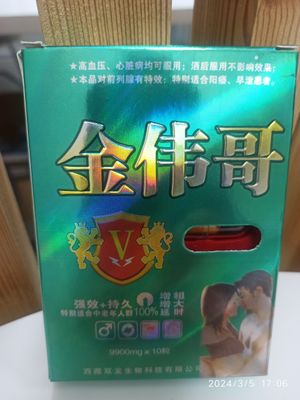 ★高血压、心脏病均可服用；酒后服用不影响效果；
★本品对前列腺有特效；特别适合阳痿、早泄患者。
金伟哥
V
强效+持久
特别适合中老年人群
增粗
增大
100%延时
9900mg×10粒
西藏双龙生物科技有限公司
2024/3/5 17:06